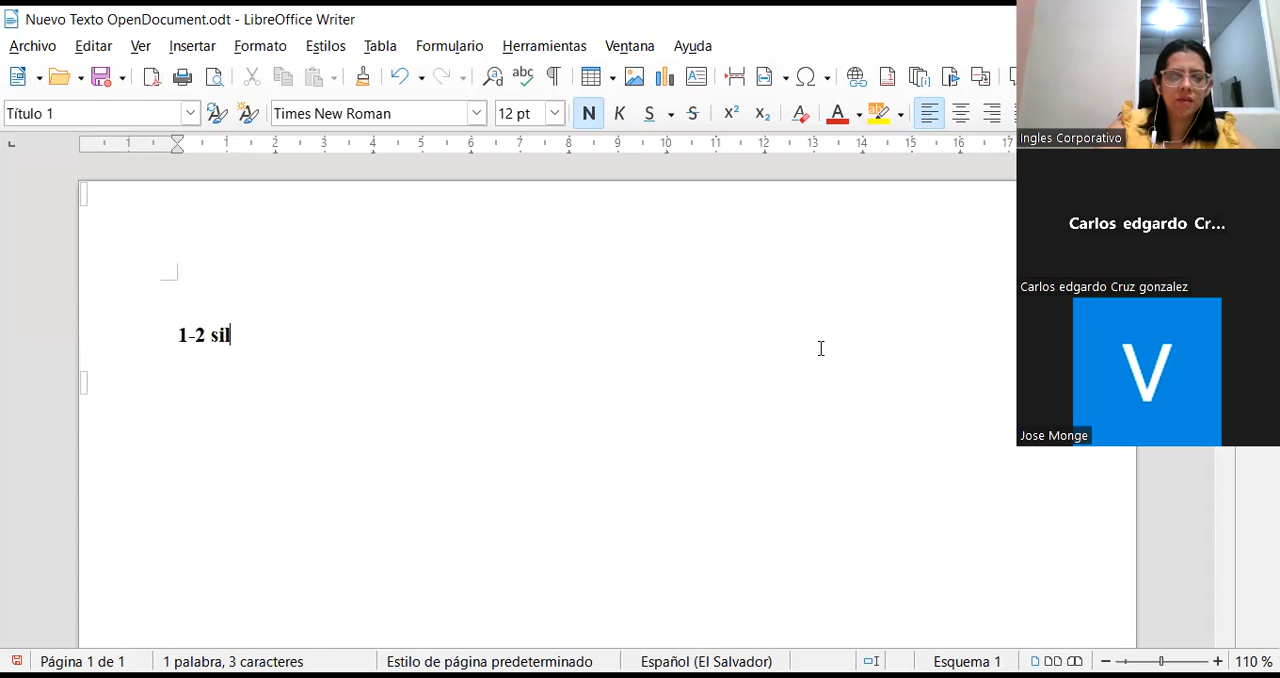 Nuevo Texto OpenDocument.odt - LibreOffice Writer
Archivo Editar Ver Insertar Formato Estilos Tabla Formulario Herramientas Ventana Ayuda
Título 1 Times New Roman 12 pt N K S S X² X₂ A
1 1 2 3 4 5 6 7 8 9 10 11 12 13 14 15 16 17
1-2 sil
Ingles Corporativo
Carlos edgardo Cr...
Carlos edgardo Cruz gonzalez
V
Jose Monge
Página 1 de 1 1 palabra, 3 caracteres Estilo de página predeterminado Español (El Salvador) Esquema 1 110 %